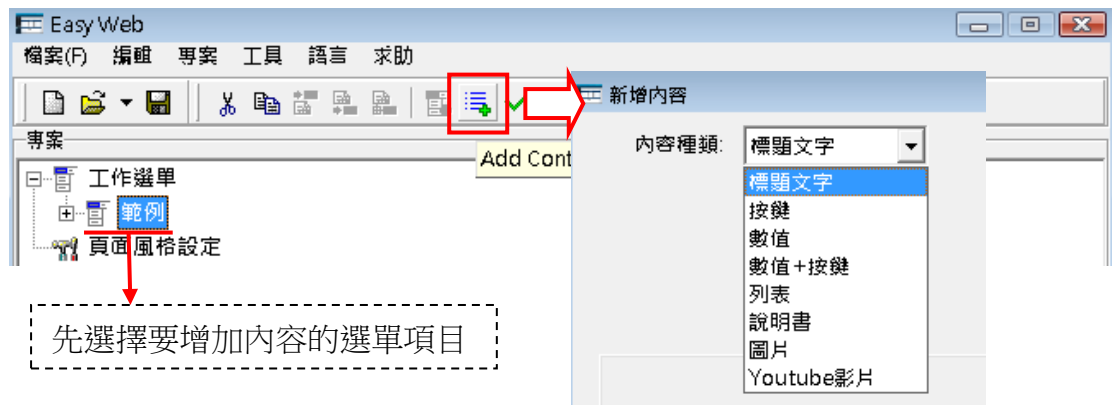 Easy Web
檔案(F) 編輯 專案 工具 語言 求助
新增內容
專案
Add Cont
內容種類: 標題文字
工作選單
範例
頁面風格設定
標題文字
按鍵
數值
數值+按鍵
列表
說明書
圖片
Youtube影片
先選擇要增加內容的選單項目